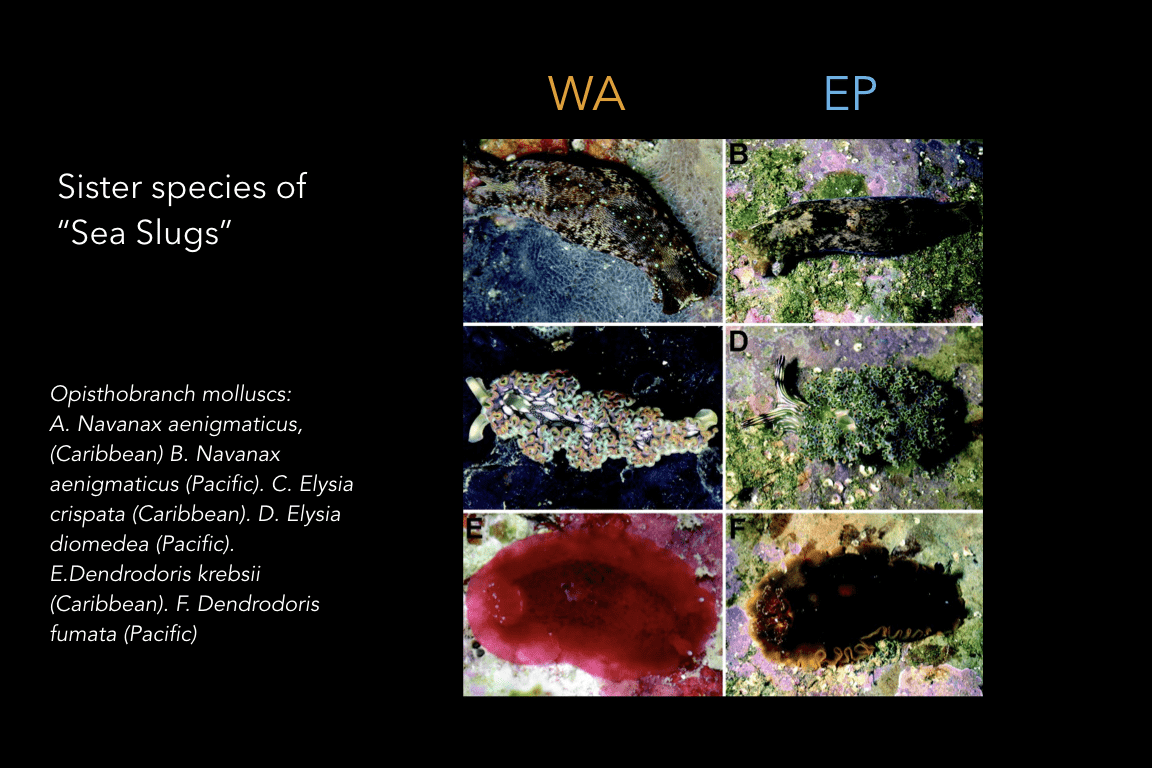 WA
EP
Sister species of
“Sea Slugs”
B
D
E
F
Opisthobranch molluscs:
A. Navanax aenigmaticus,
(Caribbean) B. Navanax
aenigmaticus (Pacific). C. Elysia
crispata (Caribbean). D. Elysia
diomedea (Pacific).
E.Dendrodoris krebsii
(Caribbean). F. Dendrodoris
fumata (Pacific)